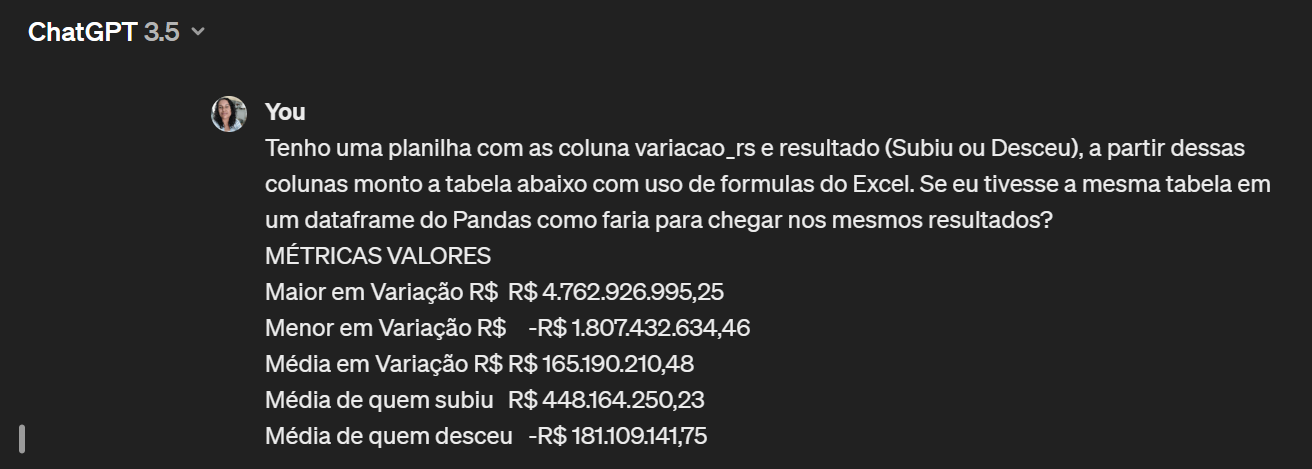 ChatGPT 3.5
You
Tenho uma planilha com as coluna variacao_rs e resultado (Subiu ou Desceu), a partir dessas
colunas monto a tabela abaixo com uso de formulas do Excel. Se eu tivesse a mesma tabela em
um dataframe do Pandas como faria para chegar nos mesmos resultados?
MÉTRICAS VALORES
Maior em Variação R$ R$ 4.762.926.995,25
Menor em Variação R$ -R$ 1.807.432.634,46
Média em Variação R$ R$ 165.190.210,48
Média de quem subiu R$ 448.164.250,23
Média de quem desceu -R$ 181.109.141,75